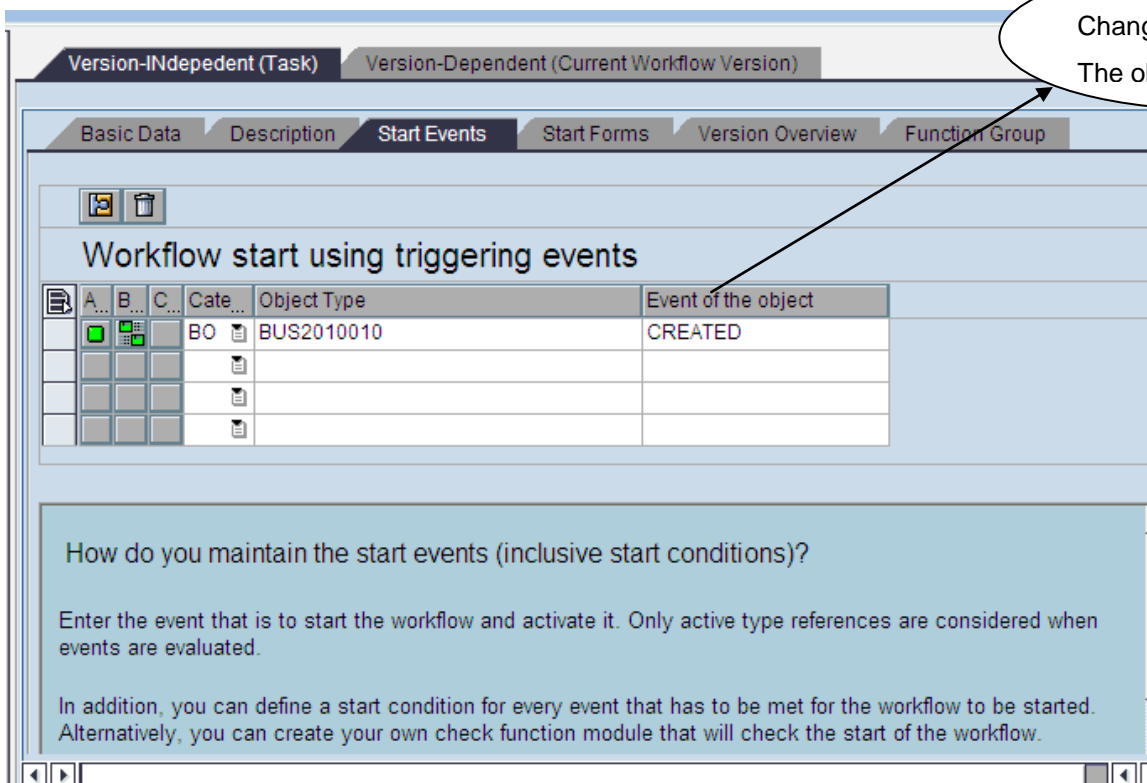 Chang
The o
Version-INdepedent (Task) Version-Dependent (Current Workflow Version)
Basic Data Description Start Events Start Forms Version Overview Function Group
Workflow start using triggering events
A... B... C... Cate... Object Type Event of the object
BO BUS2010010 CREATED
How do you maintain the start events (inclusive start conditions)?
Enter the event that is to start the workflow and activate it. Only active type references are considered when
events are evaluated.
In addition, you can define a start condition for every event that has to be met for the workflow to be started.
Alternatively, you can create your own check function module that will check the start of the workflow.